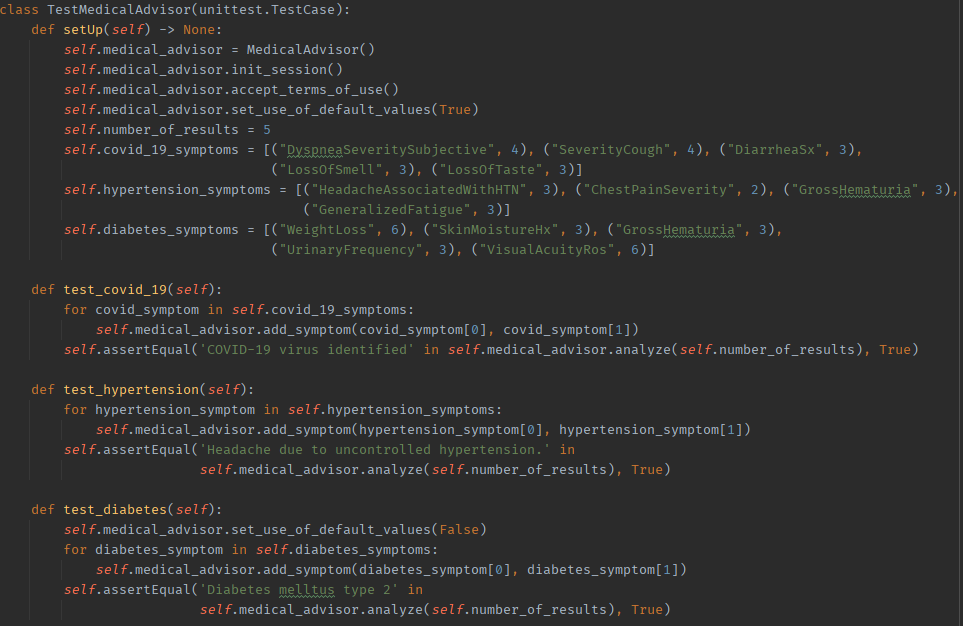 class TestMedicalAdvisor(unittest.TestCase):
    def setUp(self) -> None:
        self.medical_advisor = MedicalAdvisor()
        self.medical_advisor.init_session()
        self.medical_advisor.accept_terms_of_use()
        self.medical_advisor.set_use_of_default_values(True)
        self.number_of_results = 5
        self.covid_19_symptoms = [("DyspneaSeveritySubjective", 4), ("SeverityCough", 4), ("DiarrheaSx", 3),
                                  ("LossOfSmell", 3), ("LossOfTaste", 3)]
        self.hypertension_symptoms = [("HeadacheAssociatedWithHTN", 3), ("ChestPainSeverity", 2), ("GrossHematuria", 3),
                                      ("GeneralizedFatigue", 3)]
        self.diabetes_symptoms = [("WeightLoss", 6), ("SkinMoistureHx", 3), ("GrossHematuria", 3),
                                  ("UrinaryFrequency", 3), ("VisualAcuityRos", 6)]

    def test_covid_19(self):
        for covid_symptom in self.covid_19_symptoms:
            self.medical_advisor.add_symptom(covid_symptom[0], covid_symptom[1])
        self.assertEqual('COVID-19 virus identified' in self.medical_advisor.analyze(self.number_of_results), True)

    def test_hypertension(self):
        for hypertension_symptom in self.hypertension_symptoms:
            self.medical_advisor.add_symptom(hypertension_symptom[0], hypertension_symptom[1])
        self.assertEqual('Headache due to uncontrolled hypertension.' in
                         self.medical_advisor.analyze(self.number_of_results), True)

    def test_diabetes(self):
        self.medical_advisor.set_use_of_default_values(False)
        for diabetes_symptom in self.diabetes_symptoms:
            self.medical_advisor.add_symptom(diabetes_symptom[0], diabetes_symptom[1])
        self.assertEqual('Diabetes melltus type 2' in
                         self.medical_advisor.analyze(self.number_of_results), True)